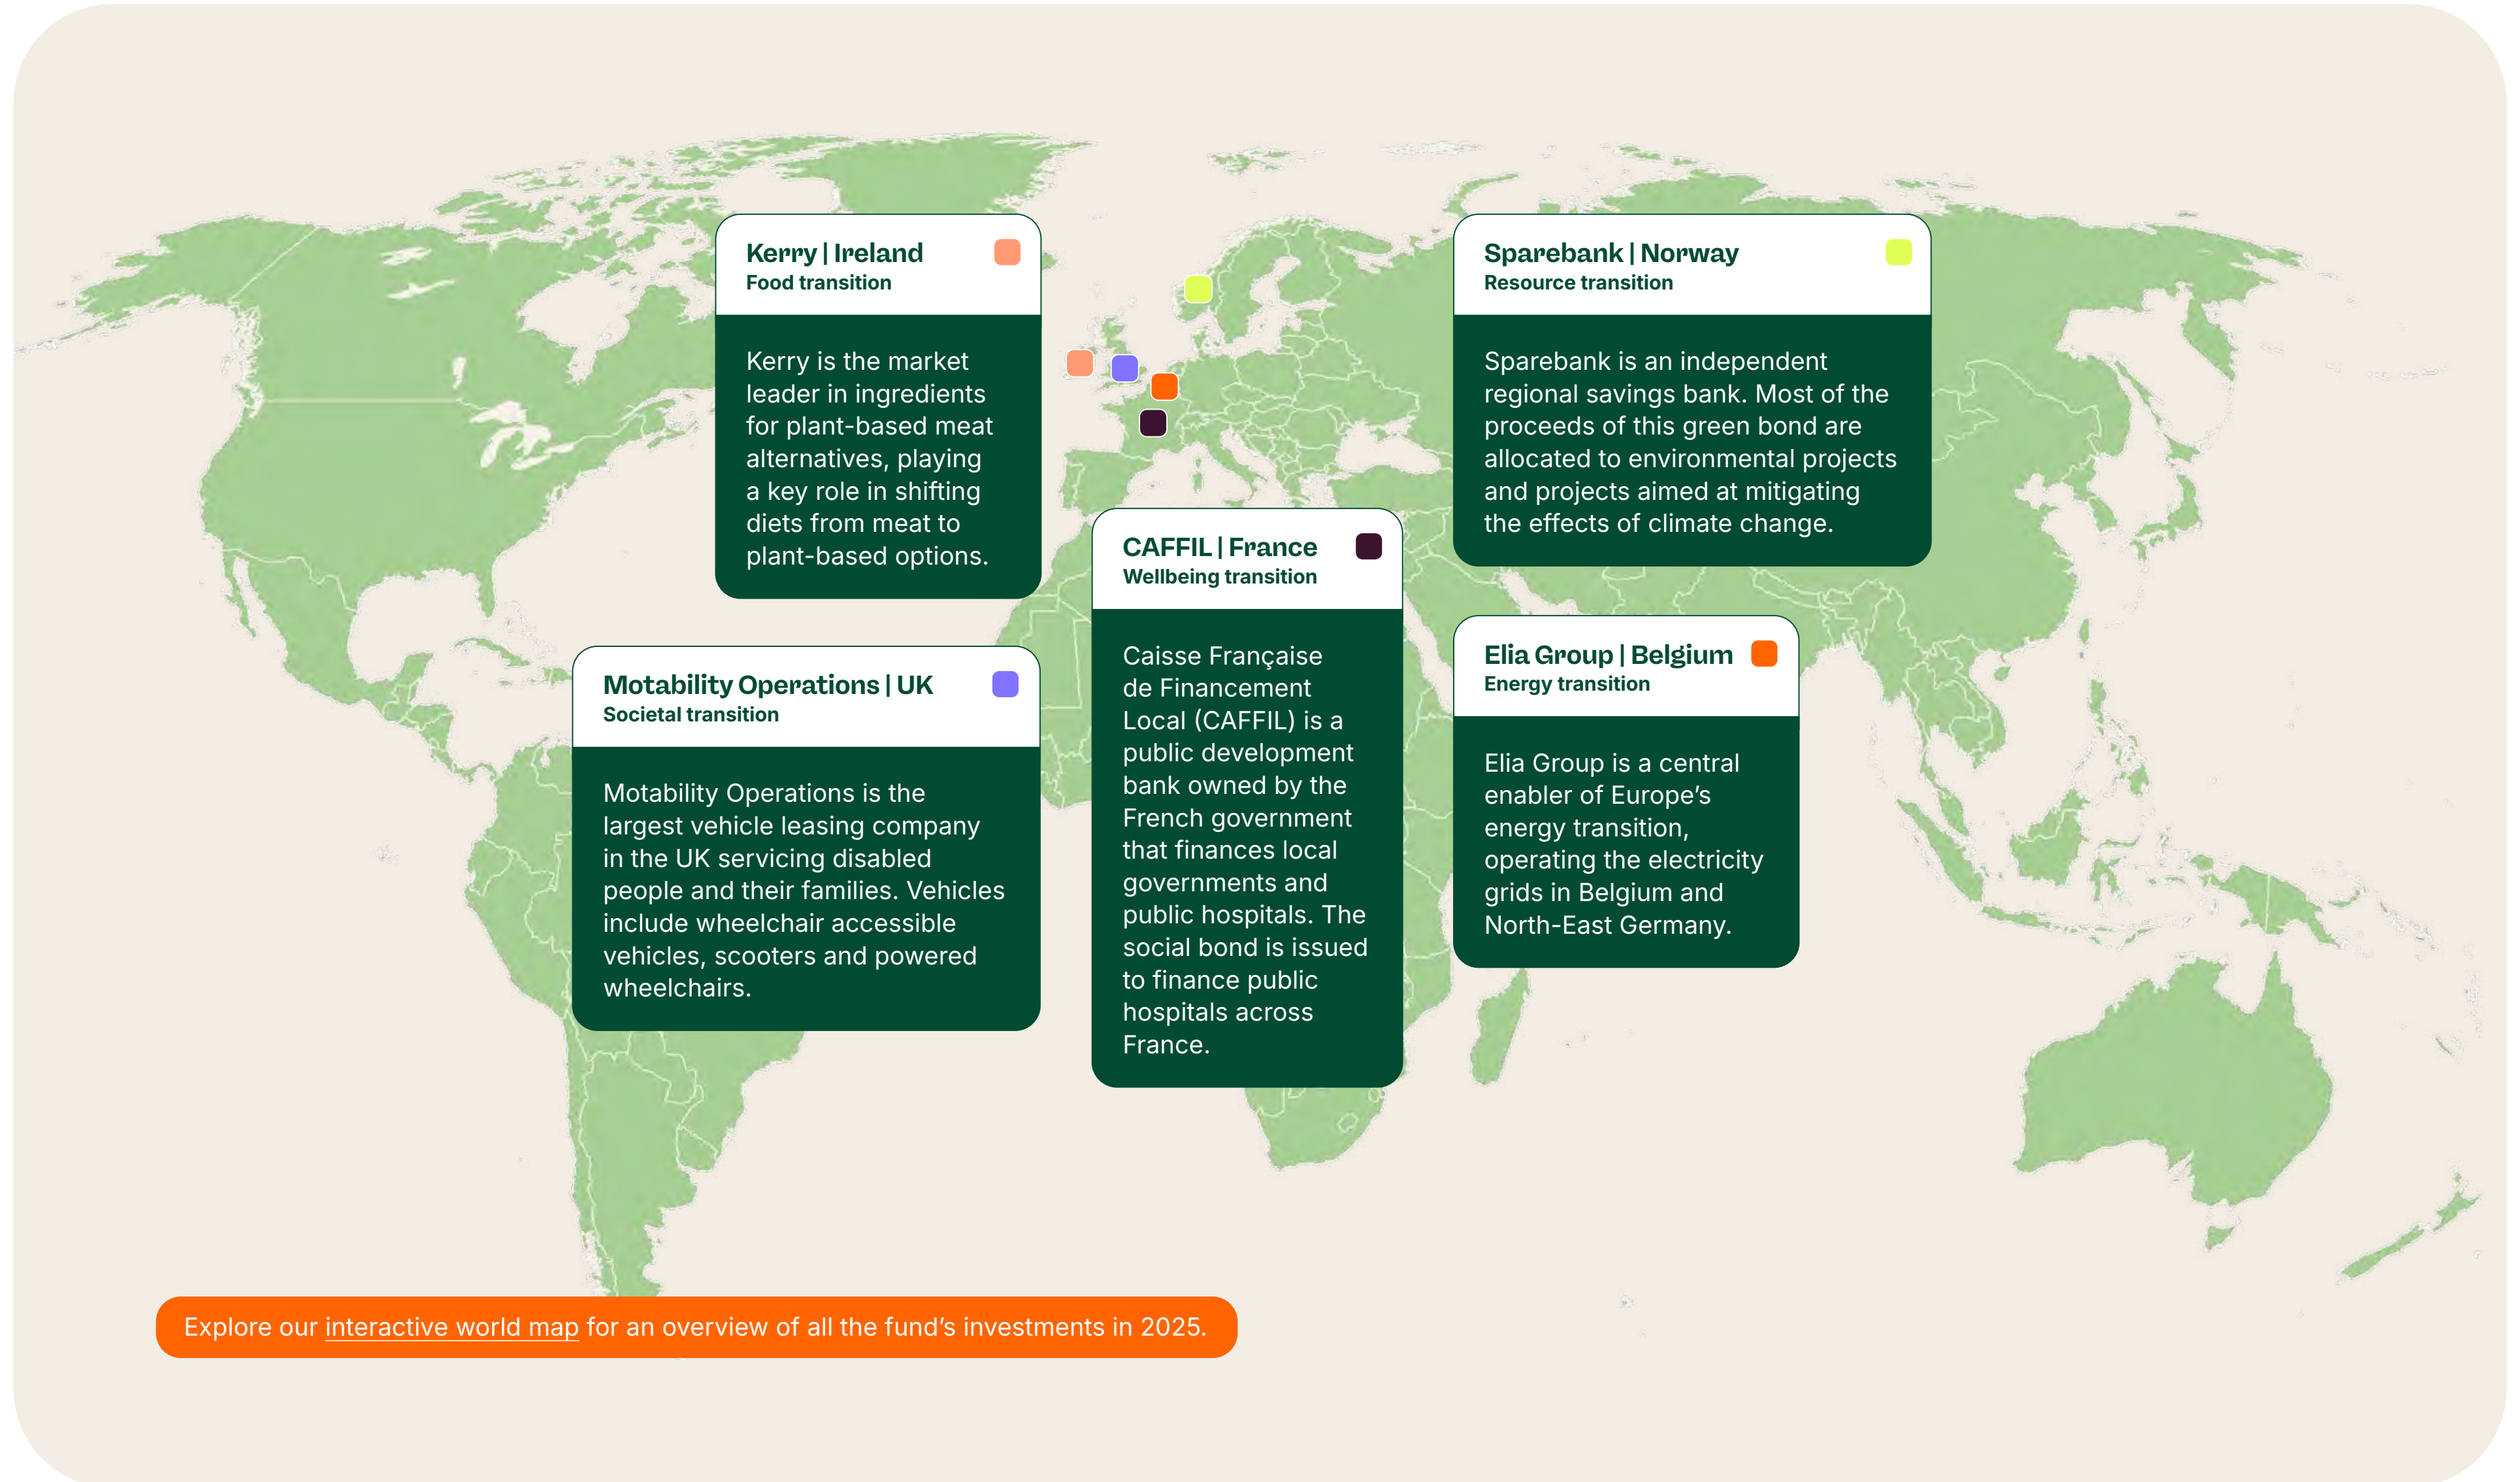 Kerry | Ireland
Food transition
Kerry is the market
leader in ingredients
for plant-based meat
alternatives, playing
a key role in shifting
diets from meat to
plant-based options.
Sparebank | Norway
Resource transition
Sparebank is an independent
regional savings bank. Most of the
proceeds of this green bond are
allocated to environmental projects
and projects aimed at mitigating
the effects of climate change.
CAFFIL | France
Wellbeing transition
Caisse Française
de Financement
Local (CAFFIL) is a
public development
bank owned by the
French government
that finances local
governments and
public hospitals. The
social bond is issued
to finance public
hospitals across
France.
Elia Group | Belgium
Energy transition
Elia Group is a central
enabler of Europe’s
energy transition,
operating the electricity
grids in Belgium and
North-East Germany.
Motability Operations | UK
Societal transition
Motability Operations is the
largest vehicle leasing company
in the UK servicing disabled
people and their families. Vehicles
include wheelchair accessible
vehicles, scooters and powered
wheelchairs.
Explore our interactive world map for an overview of all the fund’s investments in 2025.